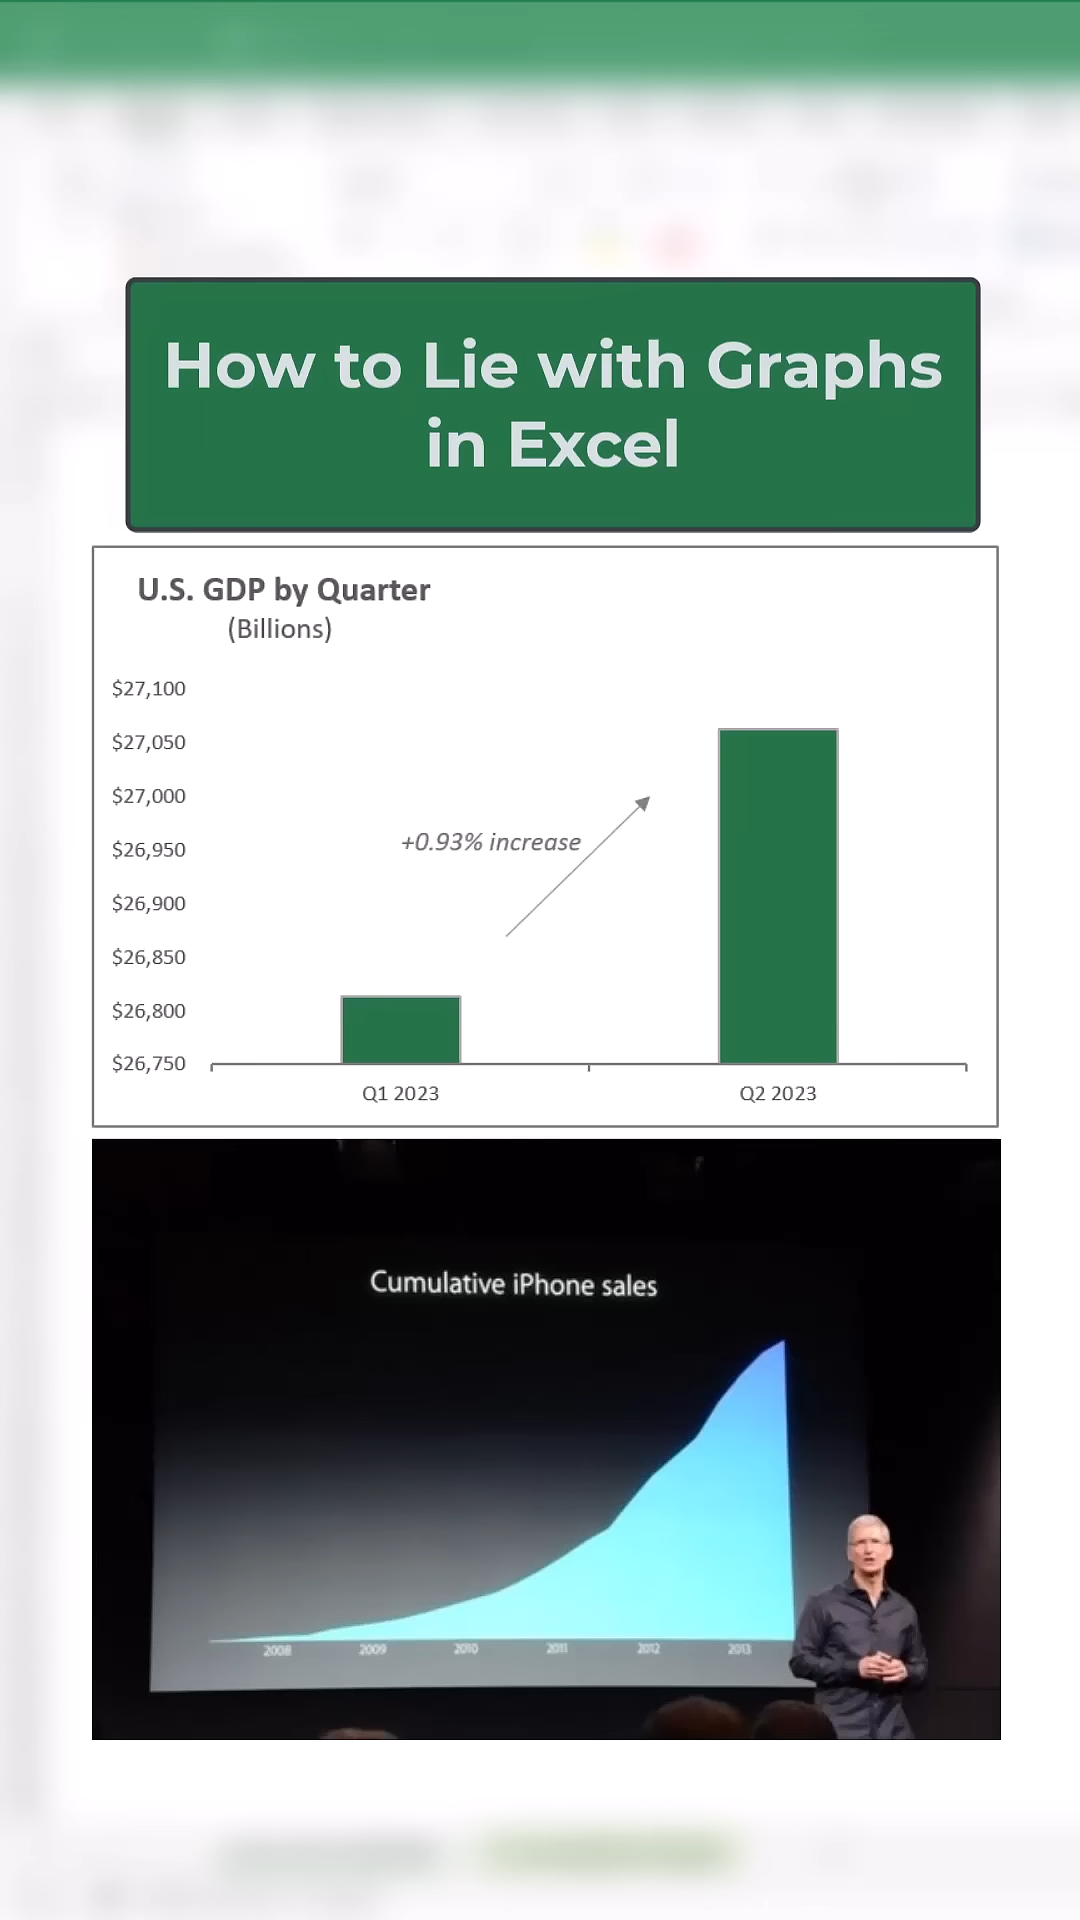 How to Lie with Graphs
in Excel
U.S. GDP by Quarter
(Billions)
$27,100
$27,050
$27,000
$26,950
$26,900
$26,850
$26,800
$26,750
+0.93% increase
Q1 2023
Q2 2023
Cumulative iPhone sales
2008
2009
2010
2011
2012
2013